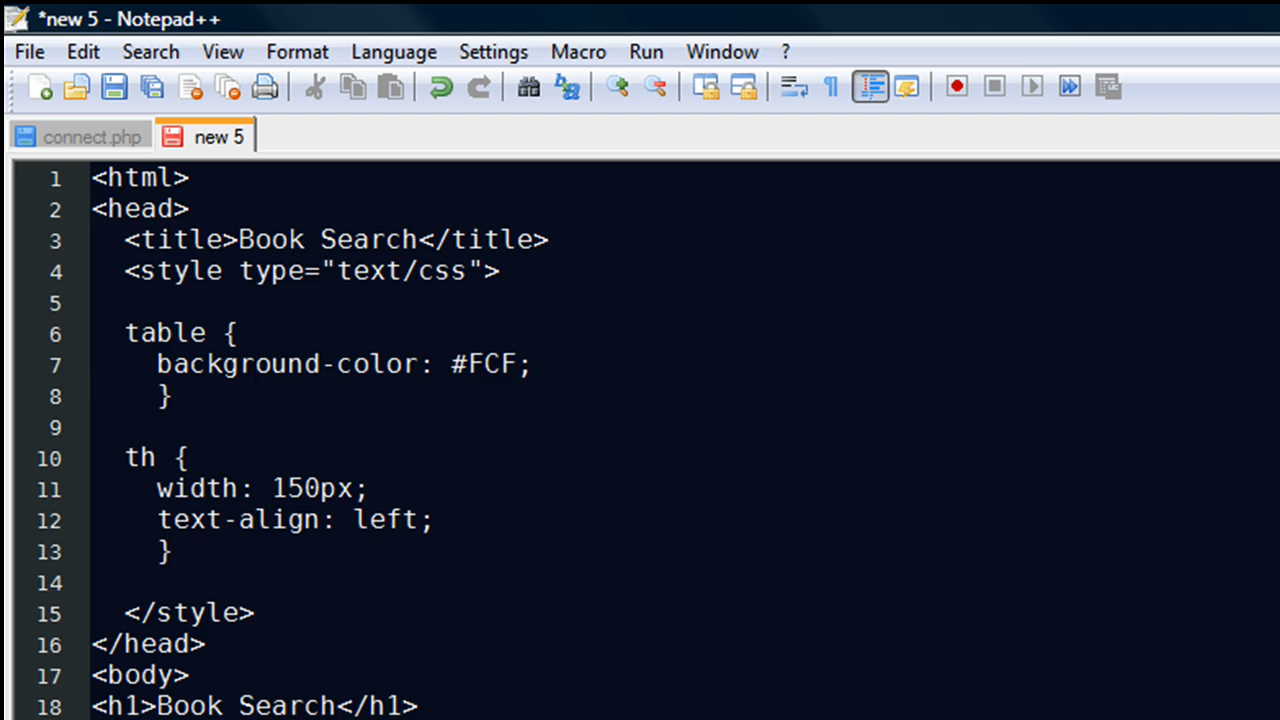 *new 5 - Notepad++
File Edit Search View Format Language Settings Macro Run Window ?
connect.php new 5
1 <html>
2 <head>
3 <title>Book Search</title>
4 <style type="text/css">
5
6 table {
7 background-color: #FCF;
8 }
9
10 th {
11 width: 150px;
12 text-align: left;
13 }
14
15 </style>
16 </head>
17 <body>
18 <h1>Book Search</h1>